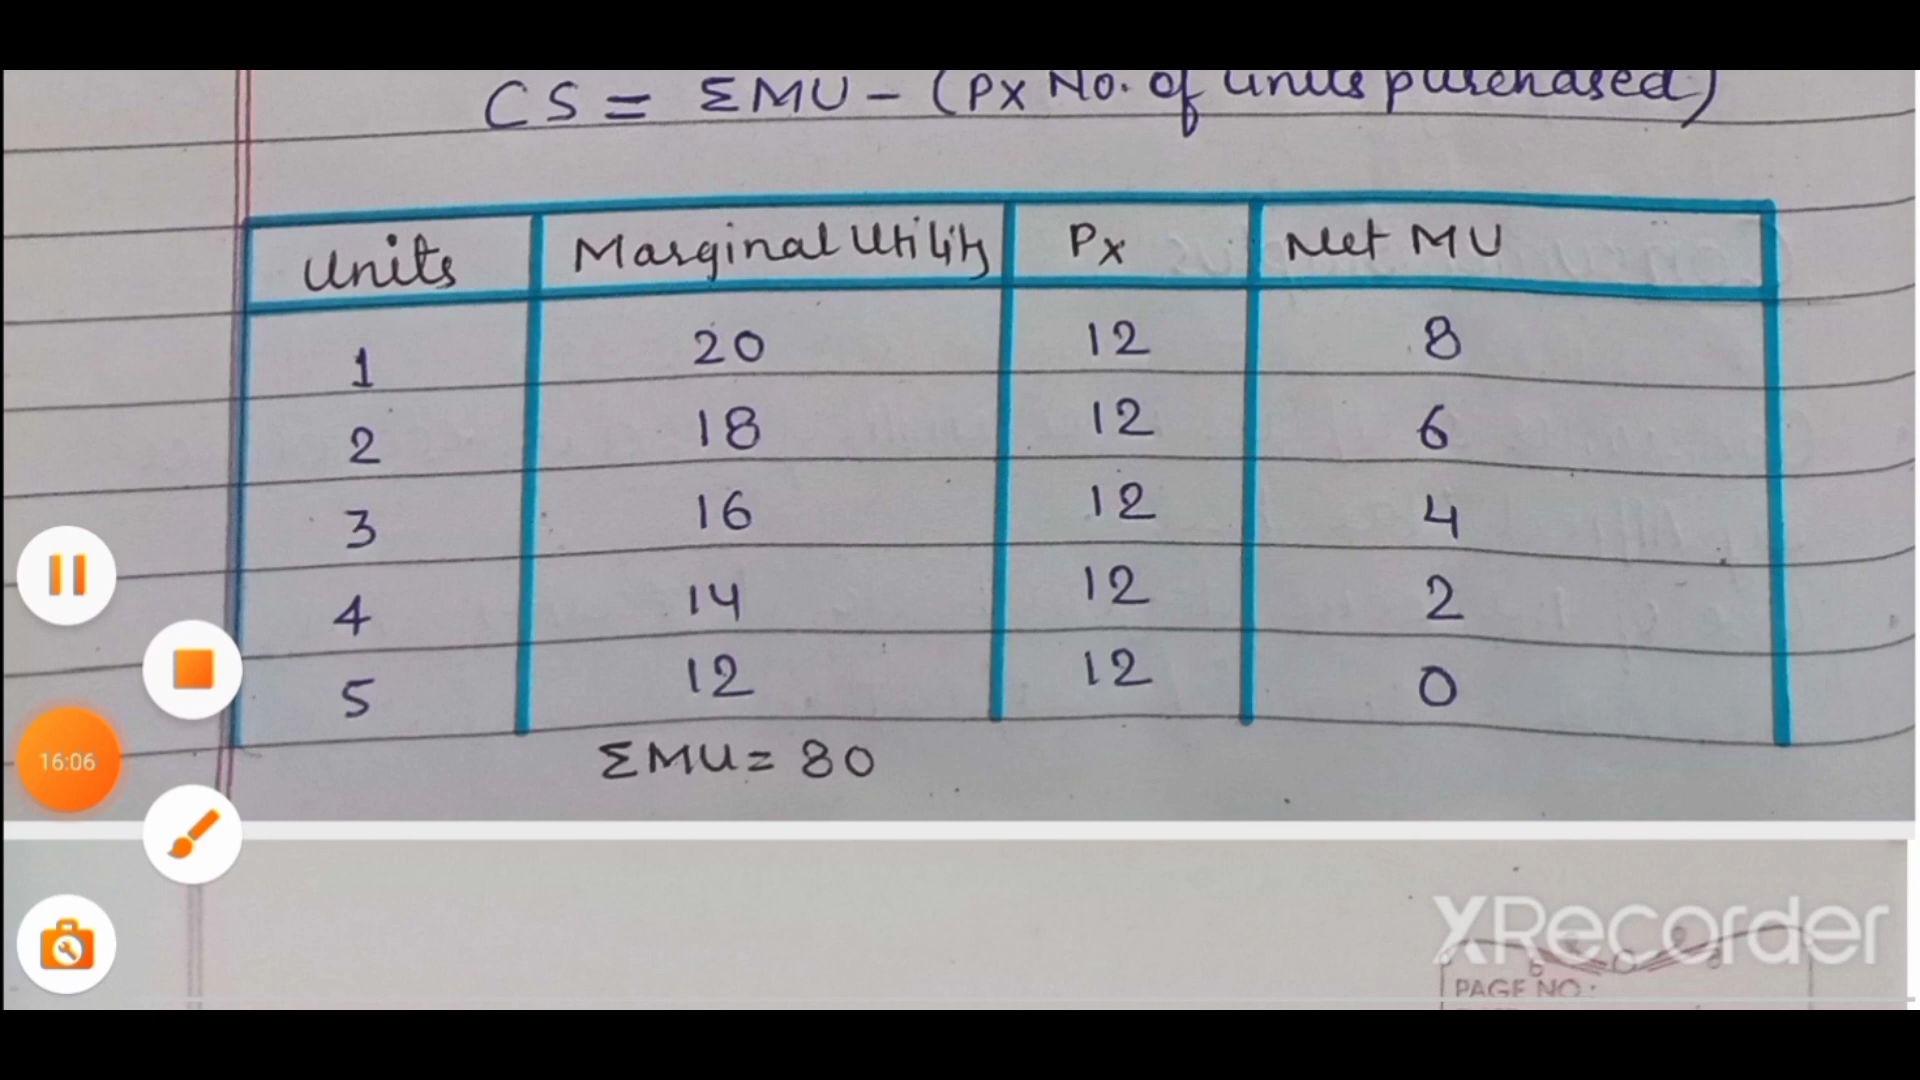 CS = ΣMU - (Px No. of units purchased)
Units Marginal Utility Px Net MU
1 20 12 8
2 18 12 6
3 16 12 4
4 14 12 2
5 12 12 0
ΣMU = 80
16:06
XRecorder
PAGE NO.: